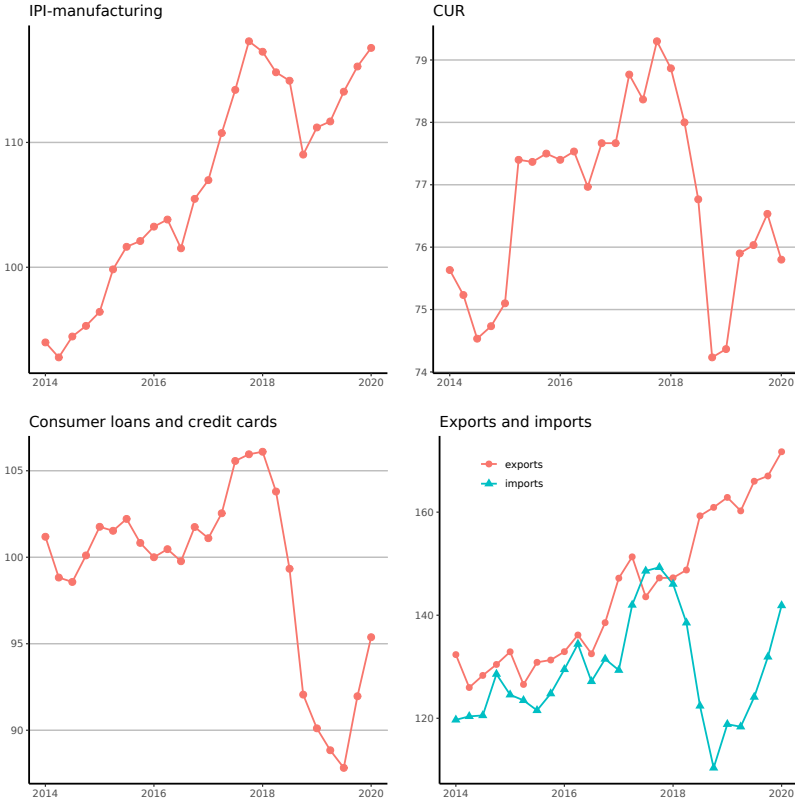 IPI-manufacturing
110
100
2014 2016 2018 2020
CUR
79
78
77
76
75
74
2014 2016 2018 2020
Consumer loans and credit cards
105
100
95
90
2014 2016 2018 2020
Exports and imports
exports
imports
160
140
120
2014 2016 2018 2020